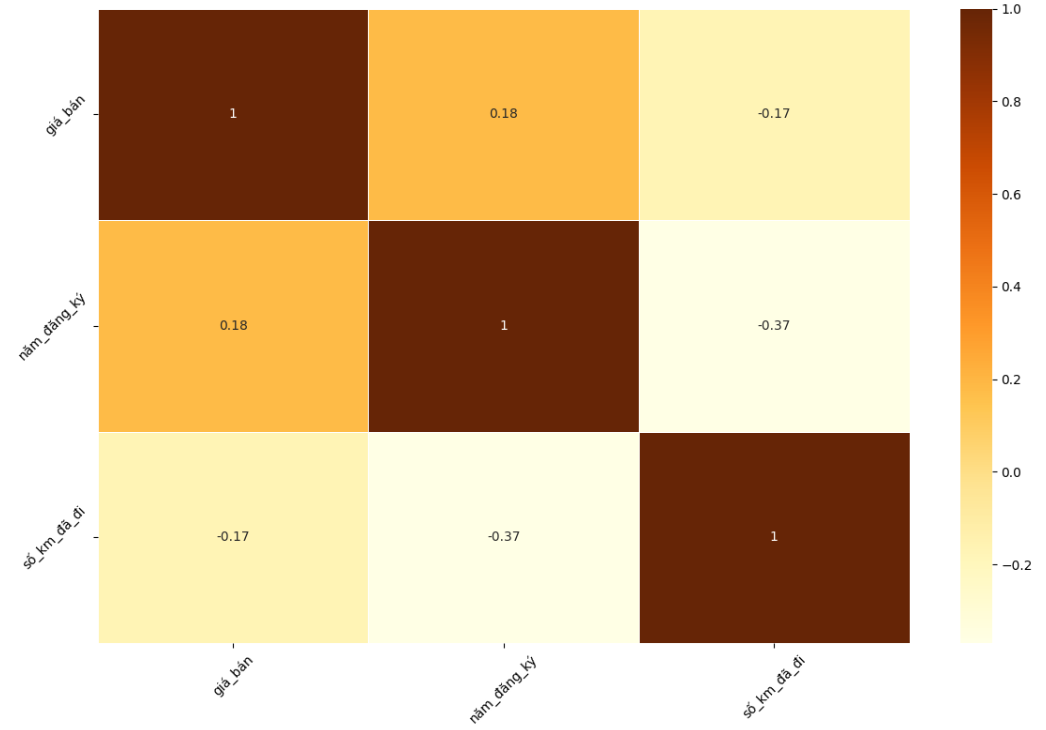 giá_bán 1 0.18 -0.17
năm_đăng_ký 0.18 1 -0.37
số_km_đã_đi -0.17 -0.37 1
giá_bán năm_đăng_ký số_km_đã_đi
1.0
0.8
0.6
0.4
0.2
0.0
−0.2